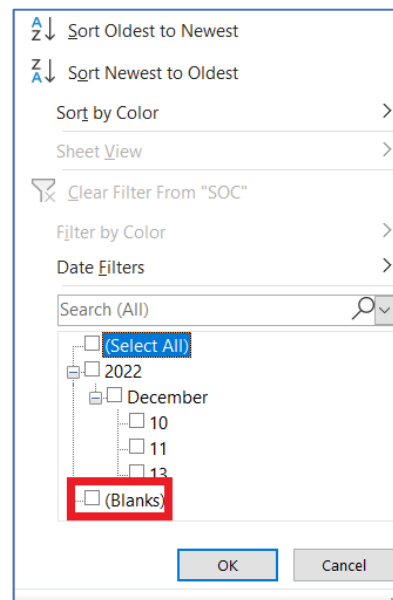 Sort Oldest to Newest
Sort Newest to Oldest
Sort by Color
Sheet View
Clear Filter From "SOC"
Filter by Color
Date Filters
Search (All)
(Select All)
2022
December
10
11
13
(Blanks)
OK
Cancel